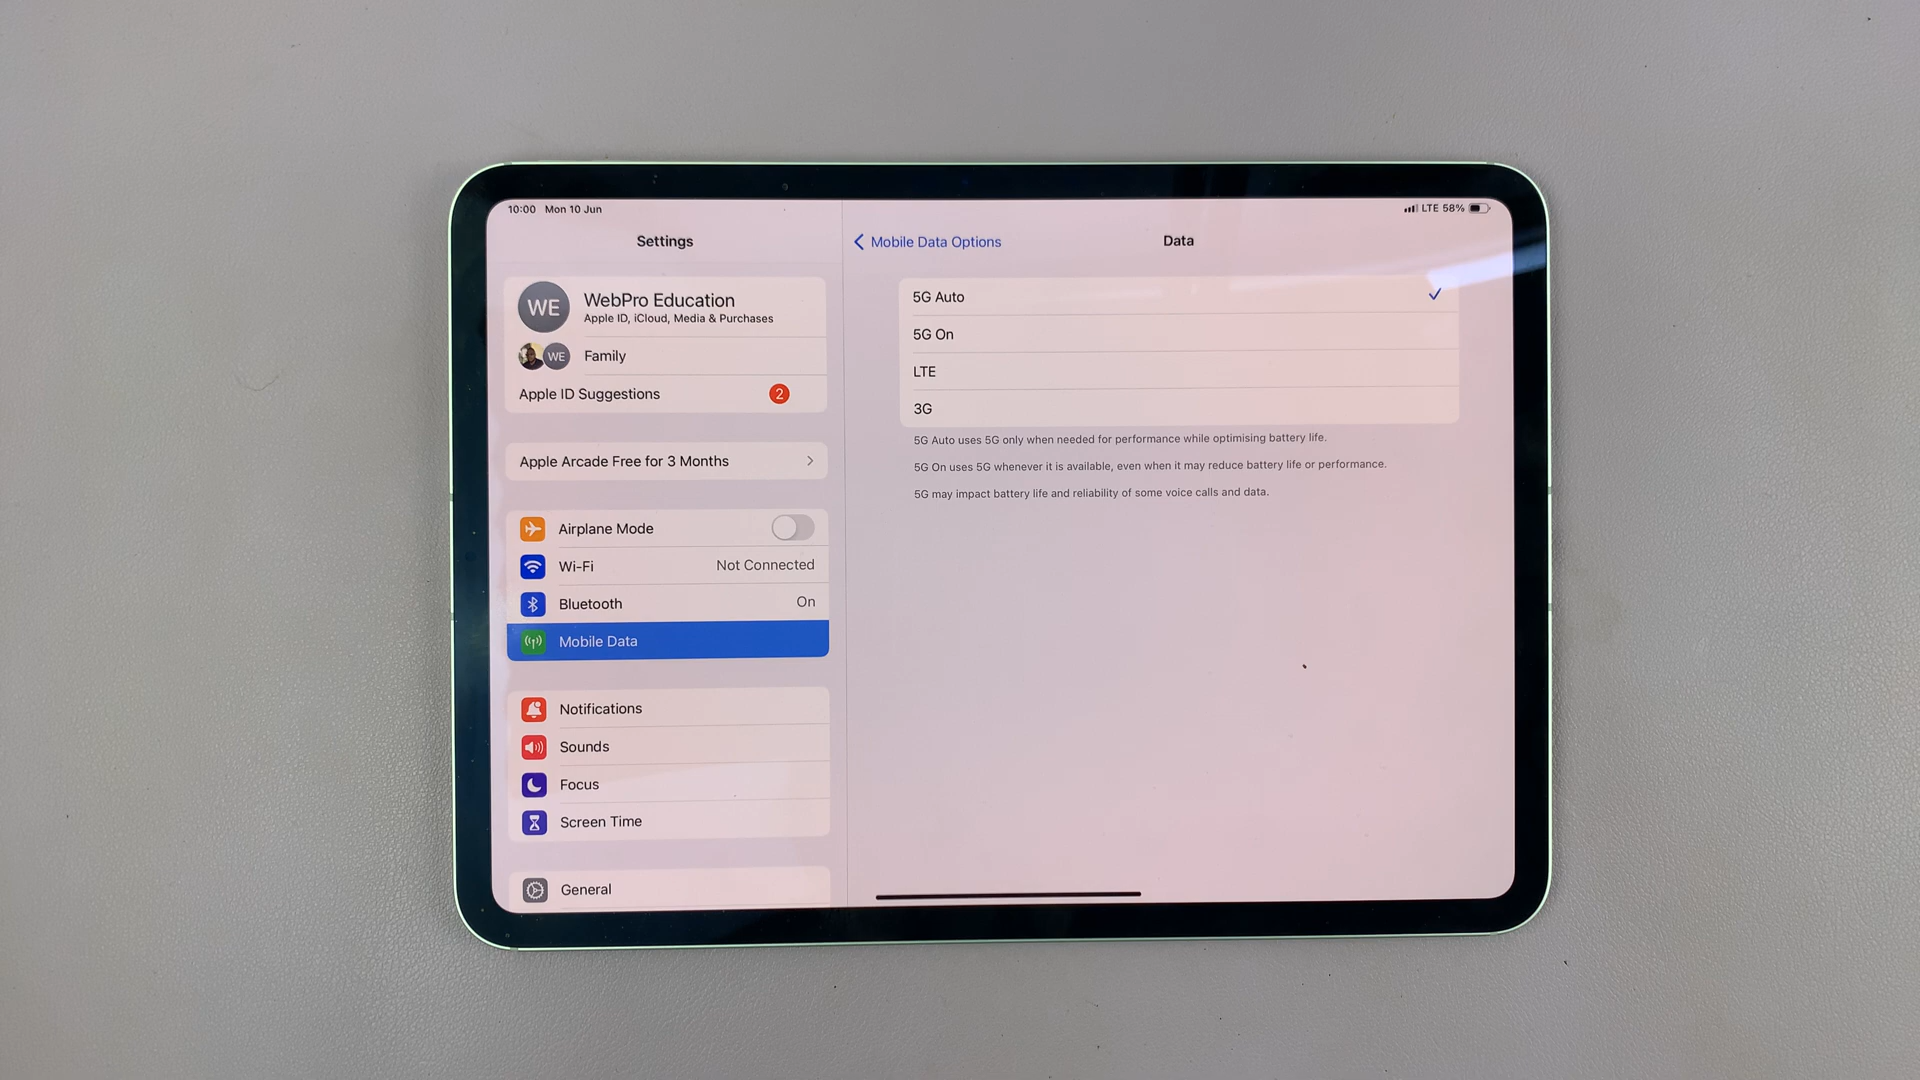 10:00 Mon 10 Jun
LTE 58%
Settings
WE
WebPro Education
Apple ID, iCloud, Media & Purchases
WE
Family
Apple ID Suggestions 2
Apple Arcade Free for 3 Months
Airplane Mode
Wi-Fi Not Connected
Bluetooth On
Mobile Data
Notifications
Sounds
Focus
Screen Time
General
Mobile Data Options
Data
5G Auto
5G On
LTE
3G
5G Auto uses 5G only when needed for performance while optimising battery life.
5G On uses 5G whenever it is available, even when it may reduce battery life or performance.
5G may impact battery life and reliability of some voice calls and data.